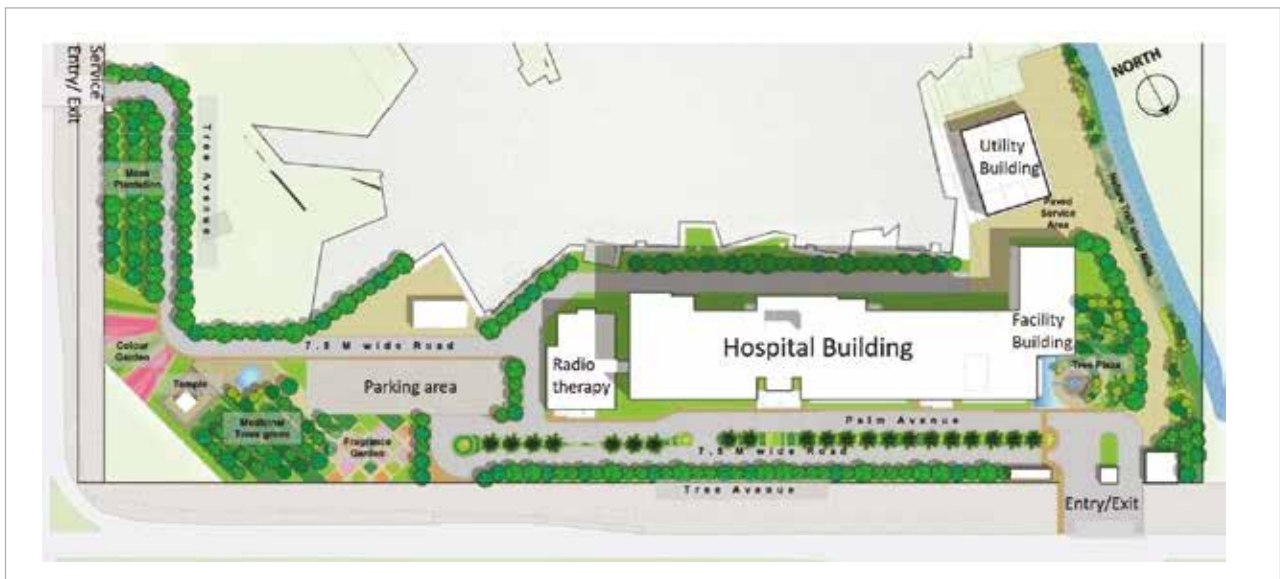 Service
Entry/ Exit
NORTH
Tree Avenue
Utility
Building
Plantation
Paved
Service
Area
Facility
Building
Colour
Garden
7.5 M wide Road
Hospital Building
Radio
therapy
Parking area
Temple
Tree Plaza
Medicinal
Fragrance
Garden
Palm Avenue
7.5 M wide Road
Tree Avenue
Entry/Exit